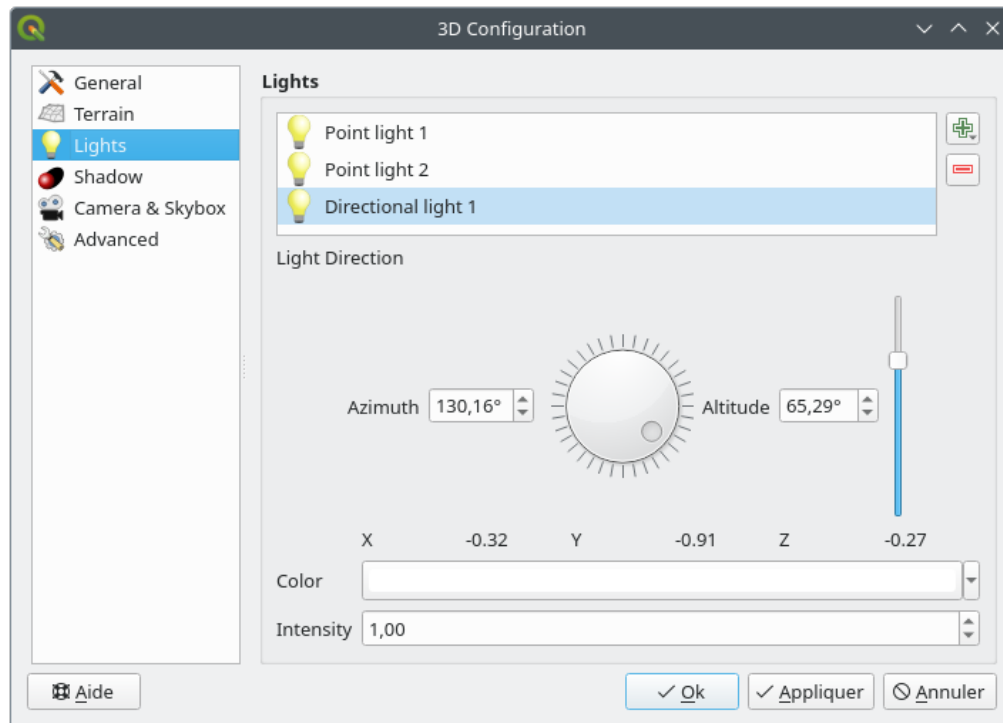 3D Configuration
General
Terrain
Lights
Shadow
Camera & Skybox
Advanced
Lights
Point light 1
Point light 2
Directional light 1
Light Direction
Azimuth 130,16° Altitude 65,29°
X -0.32 Y -0.91 Z -0.27
Color
Intensity 1,00
Aide Ok Appliquer Annuler